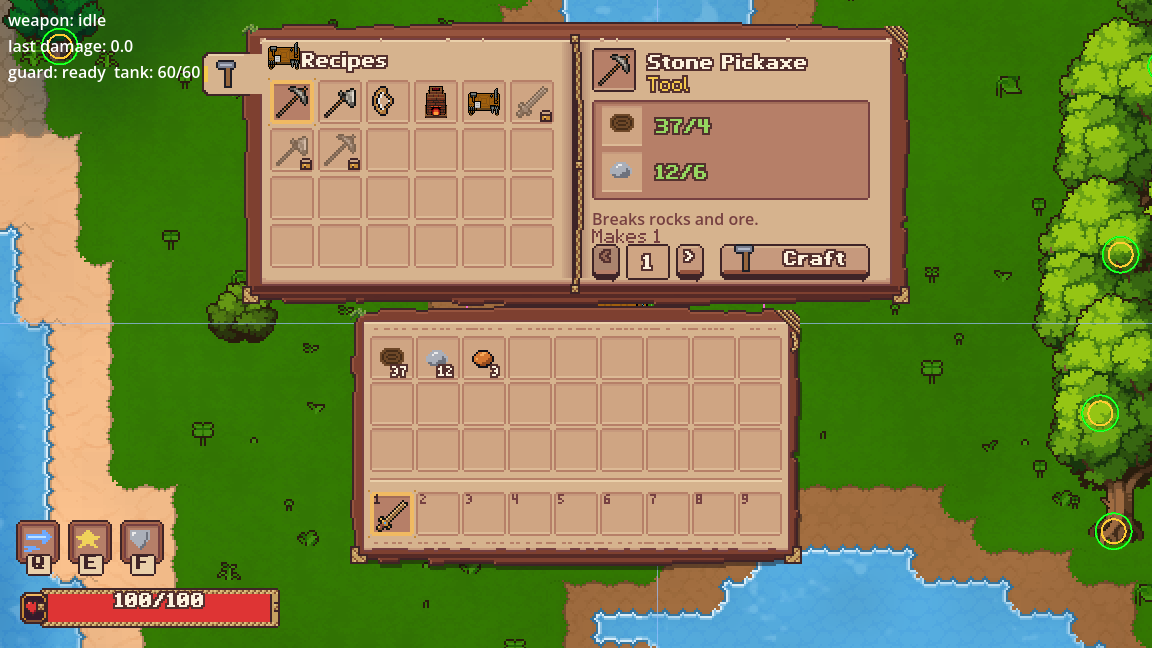 weapon: idle
last damage: 0.0
guard: ready tank: 60/60
Recipes
Stone Pickaxe
Tool
37/4
12/6
Breaks rocks and ore.
Makes 1
1
Craft
37 12 3
1 2 3 4 5 6 7 8 9
Q E F
100/100